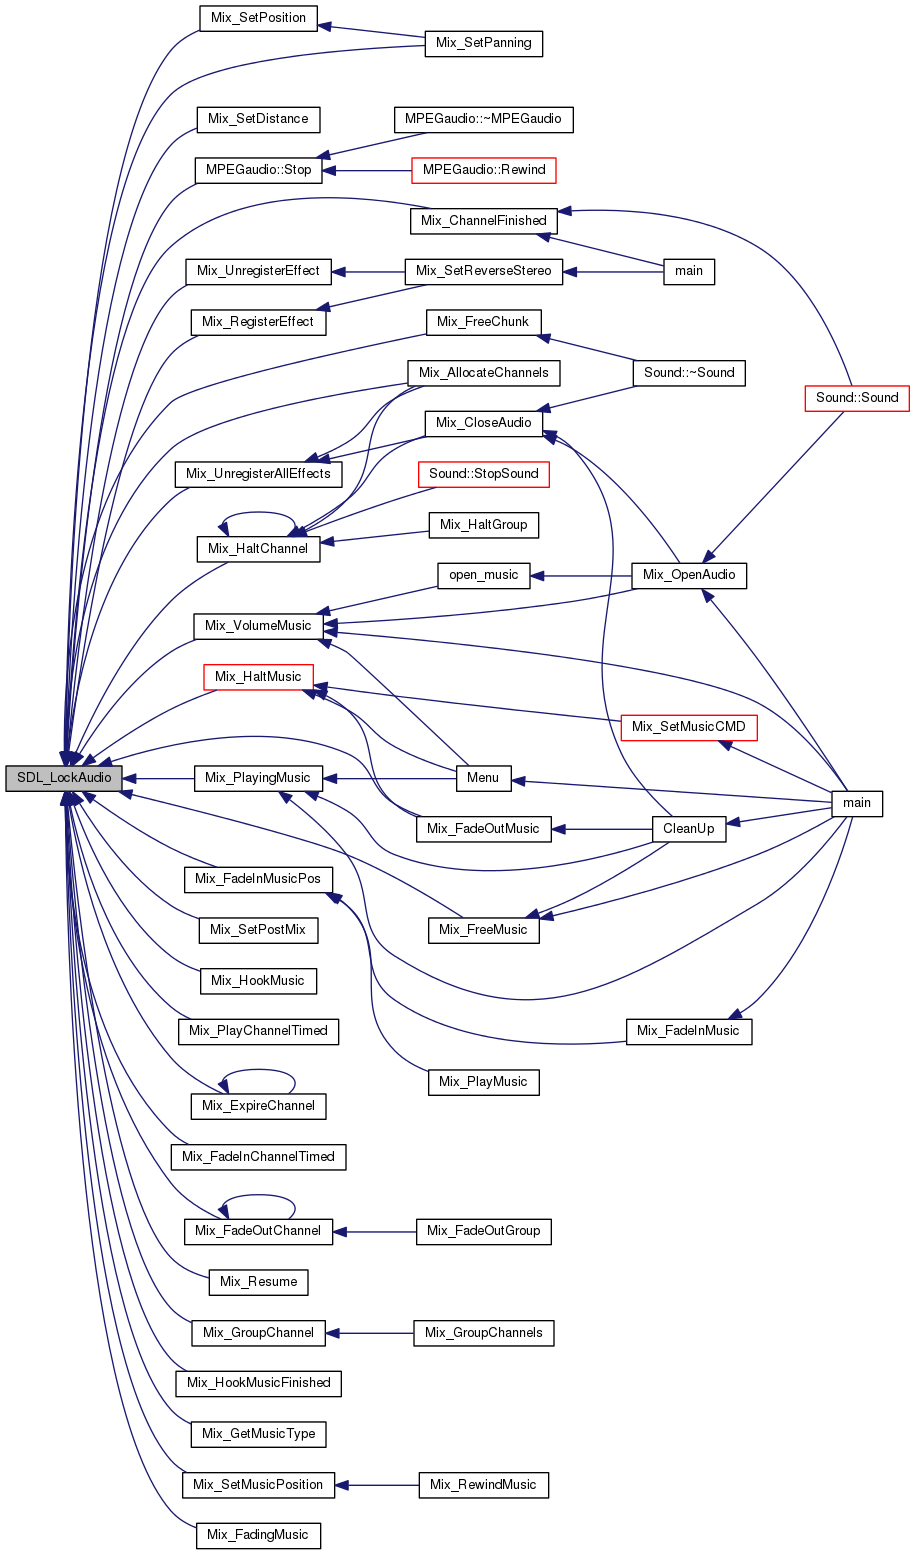 Mix_SetPosition
Mix_SetPanning
Mix_SetDistance
MPEGaudio::~MPEGaudio
MPEGaudio::Stop
MPEGaudio::Rewind
Mix_ChannelFinished
Mix_UnregisterEffect
Mix_SetReverseStereo
main
Mix_RegisterEffect
Mix_FreeChunk
Mix_AllocateChannels
Sound::~Sound
Sound::Sound
Mix_CloseAudio
Mix_UnregisterAllEffects
Sound::StopSound
Mix_HaltGroup
Mix_HaltChannel
open_music
Mix_OpenAudio
Mix_VolumeMusic
Mix_HaltMusic
Mix_SetMusicCMD
SDL_LockAudio
Mix_PlayingMusic
Menu
main
Mix_FadeOutMusic
CleanUp
Mix_FadeInMusicPos
Mix_SetPostMix
Mix_FreeMusic
Mix_HookMusic
Mix_PlayChannelTimed
Mix_FadeInMusic
Mix_PlayMusic
Mix_ExpireChannel
Mix_FadeInChannelTimed
Mix_FadeOutChannel
Mix_FadeOutGroup
Mix_Resume
Mix_GroupChannel
Mix_GroupChannels
Mix_HookMusicFinished
Mix_GetMusicType
Mix_SetMusicPosition
Mix_RewindMusic
Mix_FadingMusic